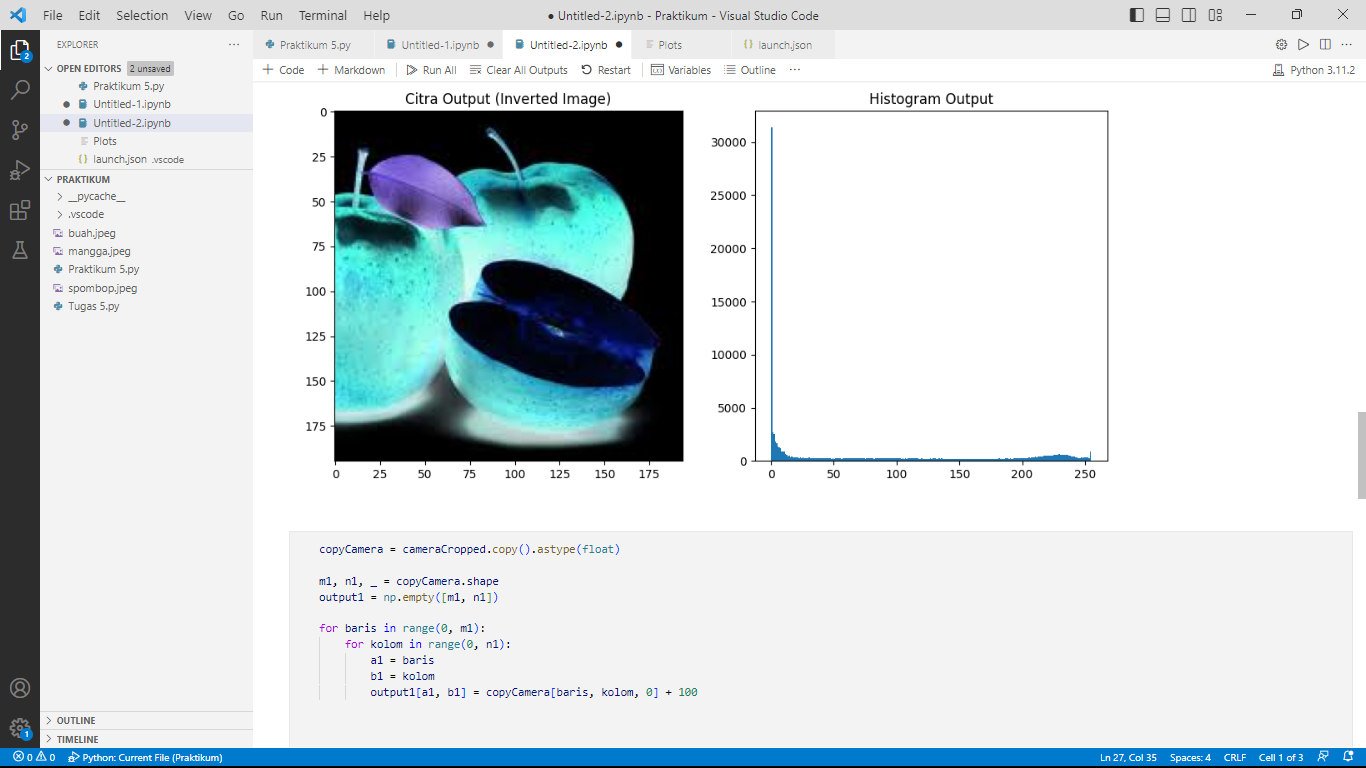 File Edit Selection View Go Run Terminal Help
● Untitled-2.ipynb - Praktikum - Visual Studio Code
EXPLORER
OPEN EDITORS 2 unsaved
Praktikum 5.py
Untitled-1.ipynb
Untitled-2.ipynb
Plots
launch.json .vscode
PRAKTIKUM
__pycache__
.vscode
buah.jpeg
mangga.jpeg
Praktikum 5.py
spombop.jpeg
Tugas 5.py
OUTLINE
TIMELINE
2
1
Praktikum 5.py Untitled-1.ipynb Untitled-2.ipynb Plots launch.json
Code Markdown Run All Clear All Outputs Restart Variables Outline ...
Python 3.11.2
Citra Output (Inverted Image)
0
25
50
75
100
125
150
175
0 25 50 75 100 125 150 175
Histogram Output
30000
25000
20000
15000
10000
5000
0
0 50 100 150 200 250
copyCamera = cameraCropped.copy().astype(float)
m1, n1, _ = copyCamera.shape
output1 = np.empty([m1, n1])
for baris in range(0, m1):
for kolom in range(0, n1):
a1 = baris
b1 = kolom
output1[a1, b1] = copyCamera[baris, kolom, 0] + 100
0 0 Python: Current File (Praktikum)
Ln 27, Col 35 Spaces: 4 CRLF Cell 1 of 3